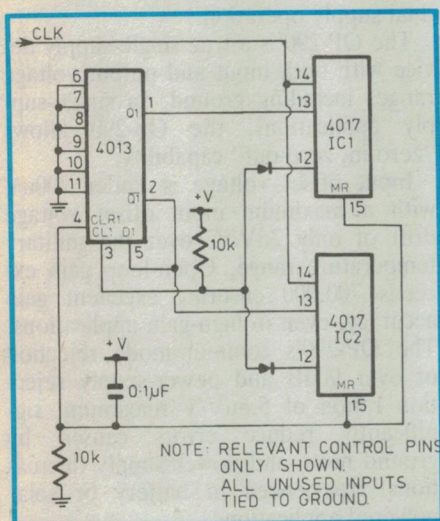 CLK
6
7
8
9
10
11
4
4013
Q1 1
Q1 2
CLR1
CL1 D1
3 5
+V
10k
14
13
12
4017
IC1
MR
15
14
13
12
4017
IC2
MR
15
+V
0·1µF
10k
NOTE: RELEVANT CONTROL PINS
ONLY SHOWN.
ALL UNUSED INPUTS
TIED TO GROUND.